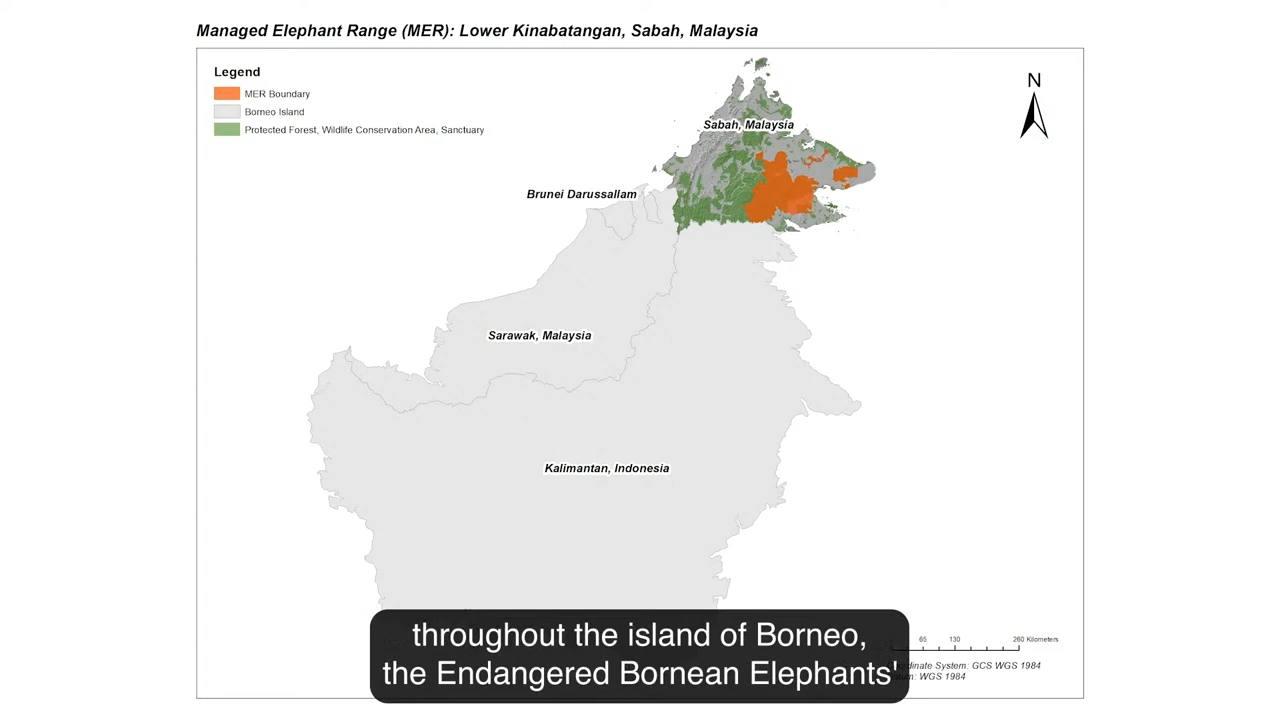 Managed Elephant Range (MER): Lower Kinabatangan, Sabah, Malaysia
Legend
MER Boundary
Borneo Island
Protected Forest, Wildlife Conservation Area, Sanctuary
N
Sabah, Malaysia
Brunei Darussallam
Sarawak, Malaysia
Kalimantan, Indonesia
65 130 260 Kilometers
System: GCS WGS 1984
WGS 1984
throughout the island of Borneo,
the Endangered Bornean Elephants'